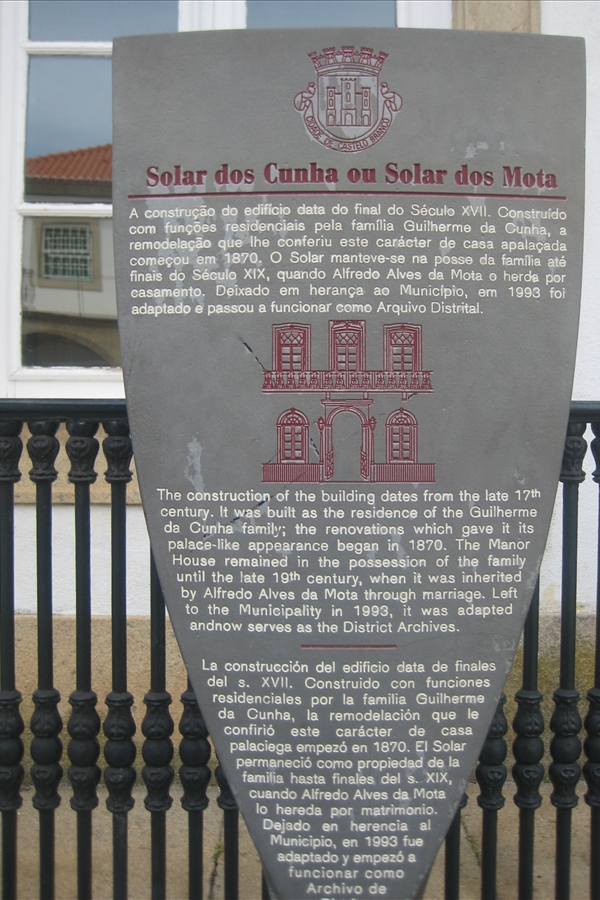 CIDADE DE CASTELO BRANCO
Solar dos Cunha ou Solar dos Mota
A construção do edifício data do final do Século XVII. Construído
com funções residenciais pela família Guilherme da Cunha, a
remodelação que lhe conferiu este carácter de casa apalaçada
começou em 1870. O Solar manteve-se na posse da família até
finais do Século XIX, quando Alfredo Alves da Mota o herda por
casamento. Deixado em herança ao Município, em 1993 foi
adaptado e passou a funcionar como Arquivo Distrital.
The construction of the building dates from the late 17th
century. It was built as the residence of the Guilherme
da Cunha family; the renovations which gave it its
palace-like appearance began in 1870. The Manor
House remained in the possession of the family
until the late 19th century, when it was inherited
by Alfredo Alves da Mota through marriage. Left
to the Municipality in 1993, it was adapted
andnow serves as the District Archives.
La construcción del edificio data de finales
del s. XVII. Construido con funciones
residenciales por la familia Guilherme
da Cunha, la remodelación que le
confirió este carácter de casa
palaciega empezó en 1870. El Solar
permaneció como propiedad de la
familia hasta finales del s. XIX,
cuando Alfredo Alves da Mota
lo hereda por matrimonio.
Dejado en herencia al
Municipio, en 1993 fue
adaptado y empezó a
funcionar como
Archivo de